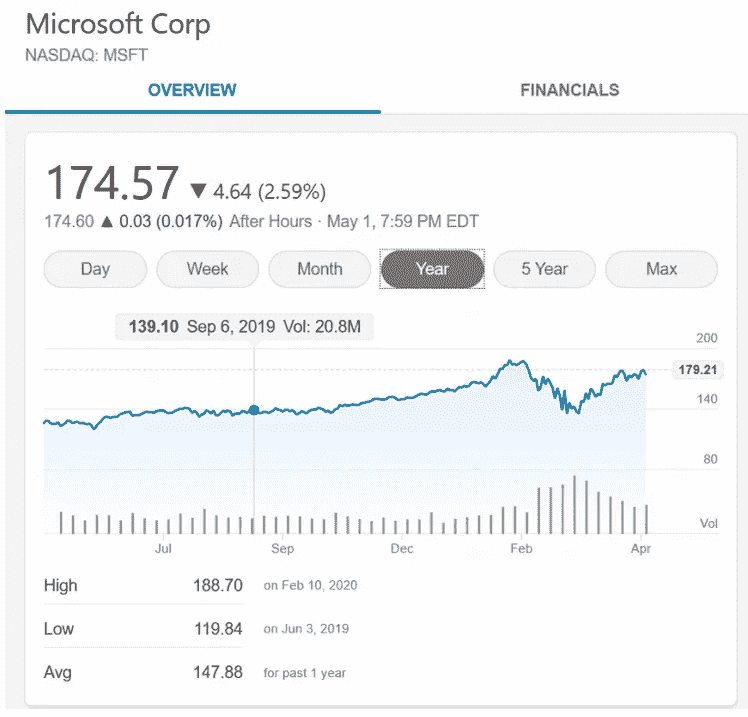 Microsoft Corp
NASDAQ: MSFT
OVERVIEW FINANCIALS
174.57 ▼ 4.64 (2.59%)
174.60 ▲ 0.03 (0.017%) After Hours · May 1, 7:59 PM EDT
Day Week Month Year 5 Year Max
139.10 Sep 6, 2019 Vol: 20.8M
200
179.21
140
80
Vol
Jul Sep Dec Feb Apr
High 188.70 on Feb 10, 2020
Low 119.84 on Jun 3, 2019
Avg 147.88 for past 1 year